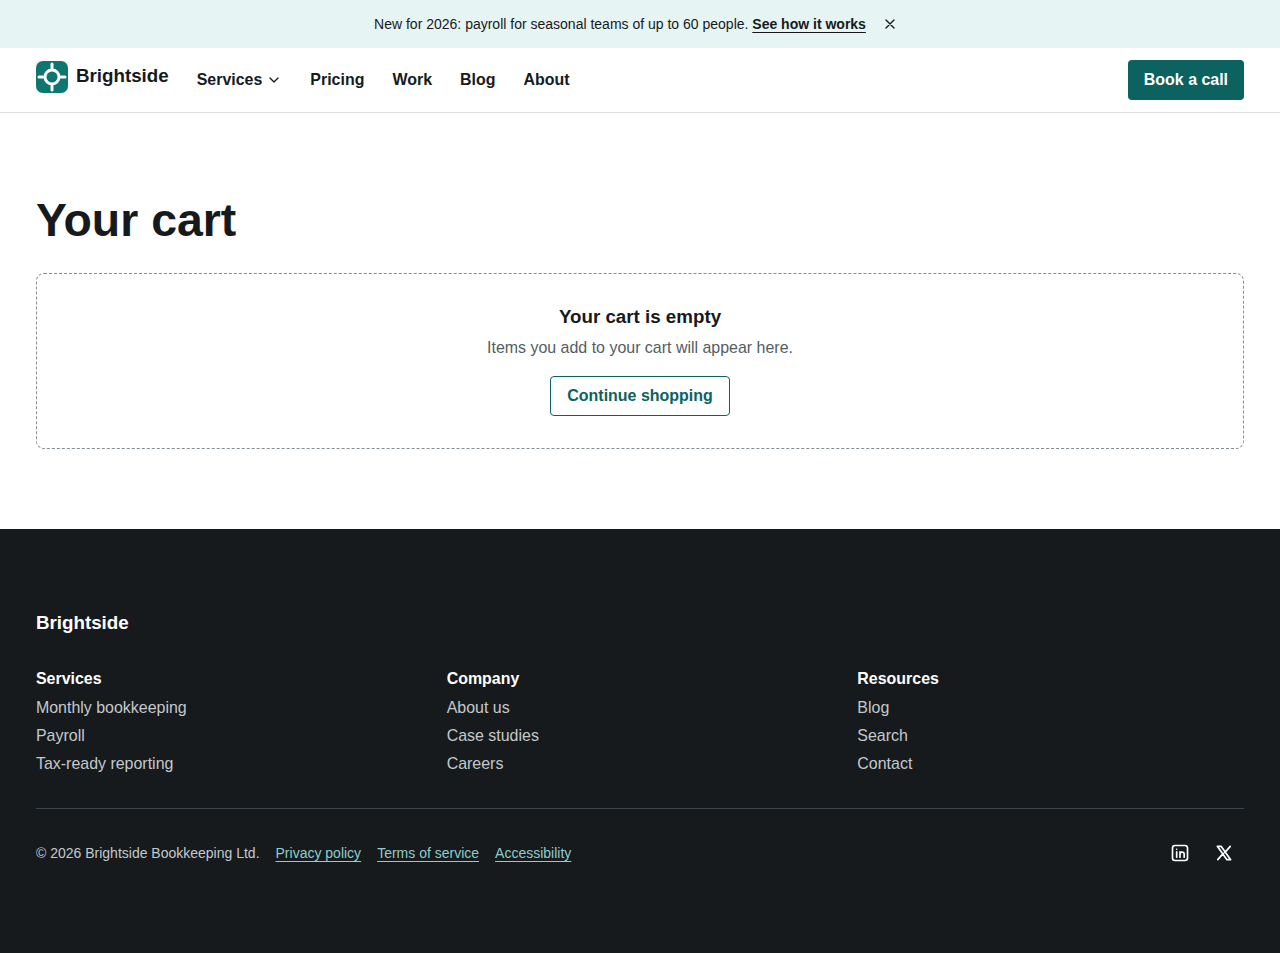 New for 2026: payroll for seasonal teams of up to 60 people. See how it works
Brightside
Services
Pricing
Work
Blog
About
Book a call
Your cart
Your cart is empty
Items you add to your cart will appear here.
Continue shopping
Brightside
Services
Monthly bookkeeping
Payroll
Tax-ready reporting
Company
About us
Case studies
Careers
Resources
Blog
Search
Contact
© 2026 Brightside Bookkeeping Ltd.
Privacy policy
Terms of service
Accessibility